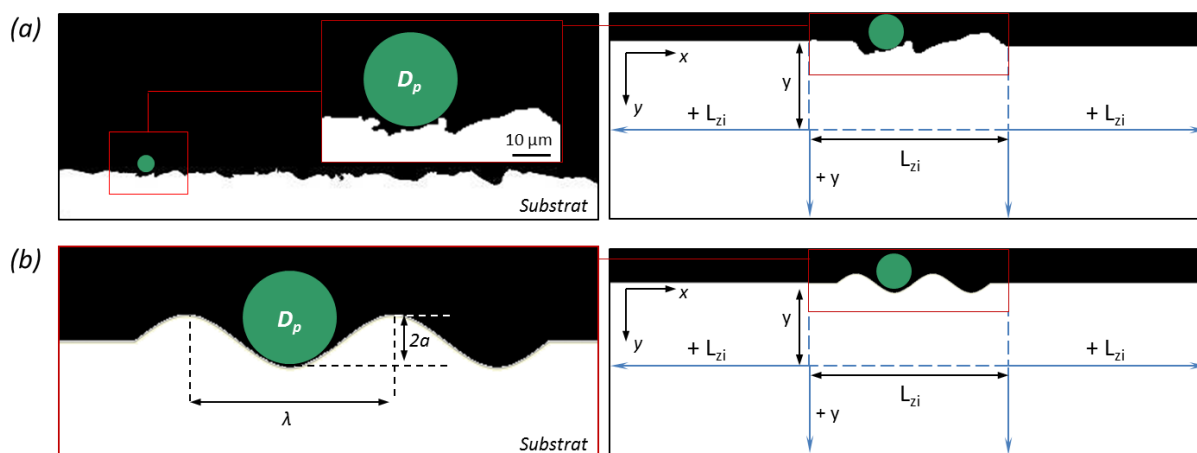 (a)
D_p
10 µm
Substrat
x
y
y
+ L_zi
+ L_zi
L_zi
+ y
(b)
D_p
2a
λ
Substrat
x
y
y
+ L_zi
+ L_zi
L_zi
+ y